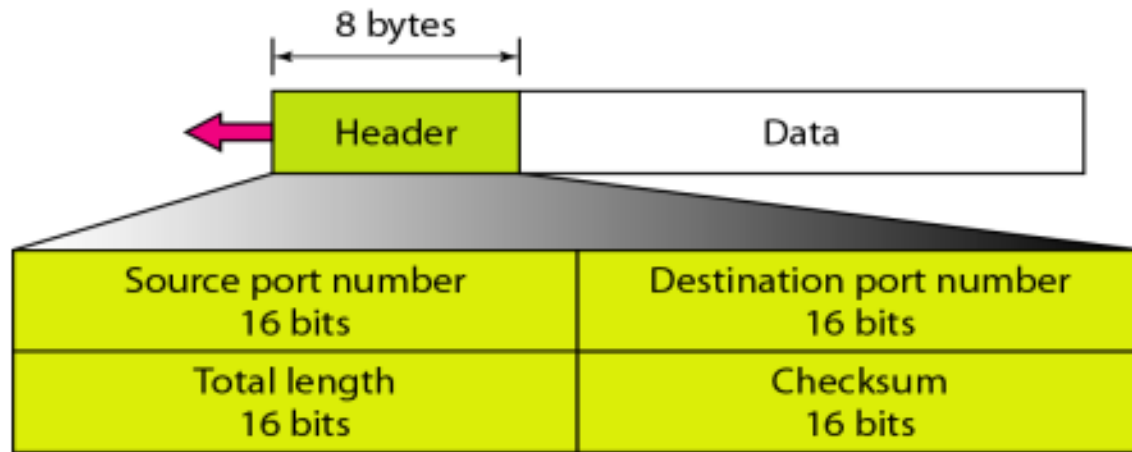 8 bytes
Header
Data
Source port number
16 bits
Destination port number
16 bits
Total length
16 bits
Checksum
16 bits